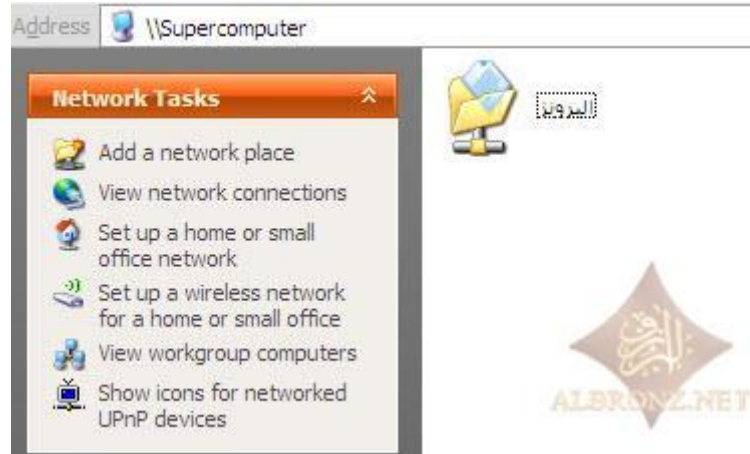 Address \\Supercomputer
Network Tasks
Add a network place
View network connections
Set up a home or small
office network
Set up a wireless network
for a home or small office
View workgroup computers
Show icons for networked
UPnP devices
البرونز
ALBRONZ.NET